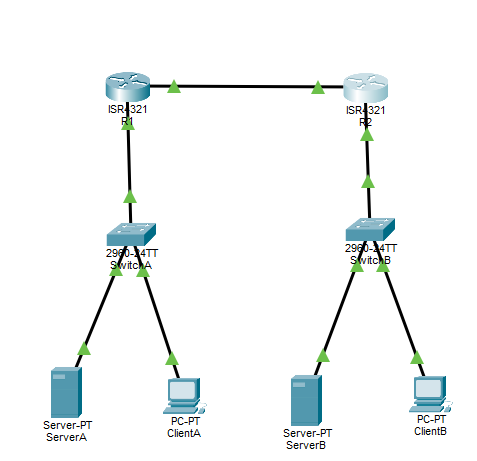 ISR4321
R1
ISR4321
R2
2960-24TT
SwitchA
2960-24TT
SwitchB
Server-PT
ServerA
PC-PT
ClientA
Server-PT
ServerB
PC-PT
ClientB